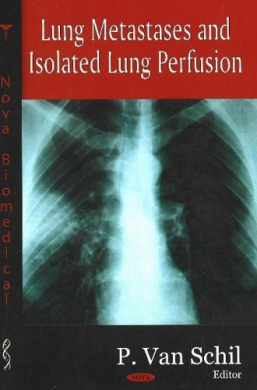 Lung Metastases and
Isolated Lung Perfusion
Nova Biomedical
P. Van Schil
Editor
NOVA